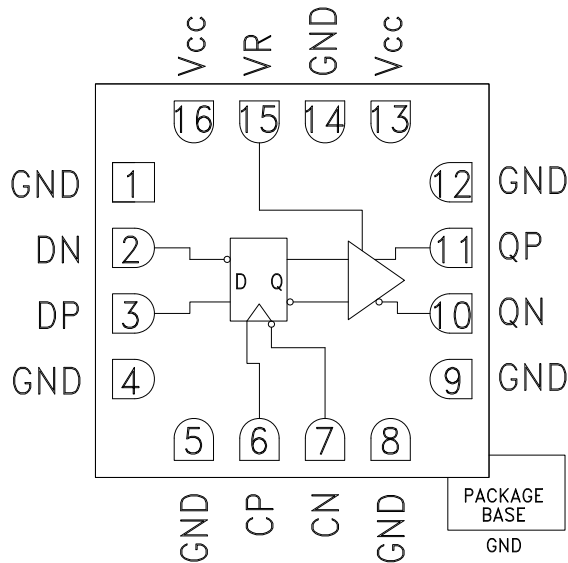 Vcc VR GND Vcc
16 15 14 13
GND 1 12 GND
DN 2 11 QP
D Q
DP 3 10 QN
GND 4 9 GND
5 6 7 8
GND CP CN GND
PACKAGE
BASE
GND